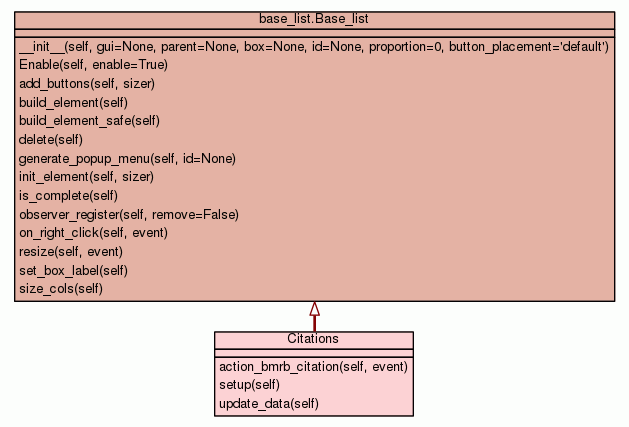 base_list.Base_list
__init__(self, gui=None, parent=None, box=None, id=None, proportion=0, button_placement='default')
Enable(self, enable=True)
add_buttons(self, sizer)
build_element(self)
build_element_safe(self)
delete(self)
generate_popup_menu(self, id=None)
init_element(self, sizer)
is_complete(self)
observer_register(self, remove=False)
on_right_click(self, event)
resize(self, event)
set_box_label(self)
size_cols(self)
Citations
action_bmrb_citation(self, event)
setup(self)
update_data(self)